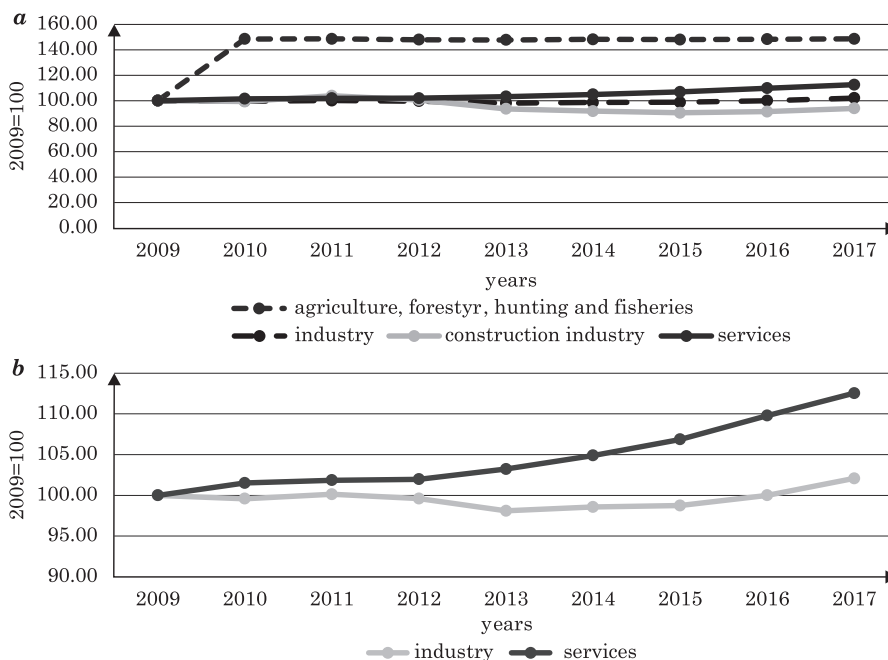 a
160.00
140.00
120.00
100.00
80.00
60.00
40.00
20.00
0.00
2009=100
2009 2010 2011 2012 2013 2014 2015 2016 2017
years
agriculture, forestyr, hunting and fisheries
industry construction industry services
b
115.00
110.00
105.00
100.00
95.00
90.00
2009=100
2009 2010 2011 2012 2013 2014 2015 2016 2017
years
industry services